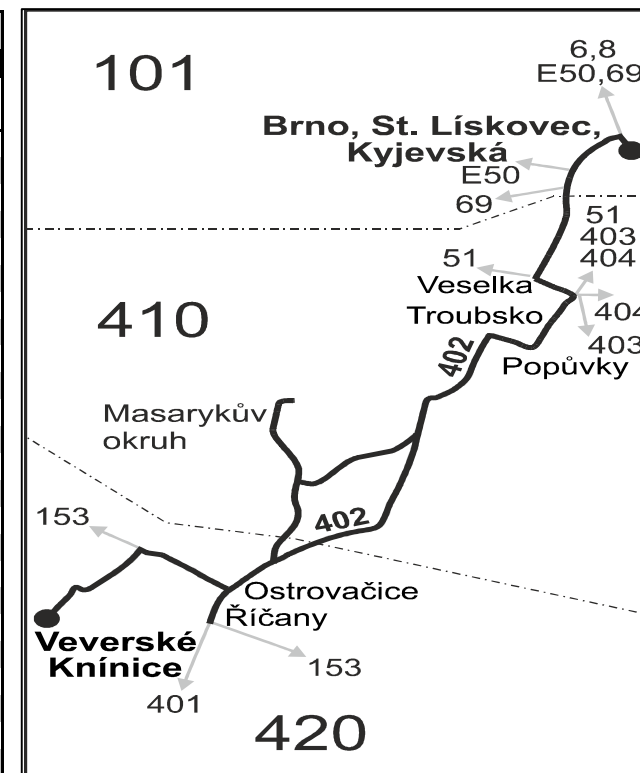 101
6,8
E50,69
Brno, St. Lískovec,
Kyjevská
E50
69
51
403
404
51
Veselka
410
Troubsko
404
403
402
Popůvky
Masarykův
okruh
153
402
Ostrovačice
Říčany
Veverské
Knínice
153
401
420